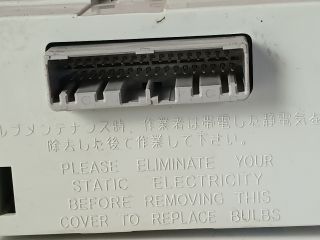 ルブメンテナンス時、作業者は帯電した静電気を
除去した後で作業して下さい。
PLEASE ELIMINATE YOUR
STATIC ELECTRICITY
BEFORE REMOVING THIS
COVER TO REPLACE BULBS